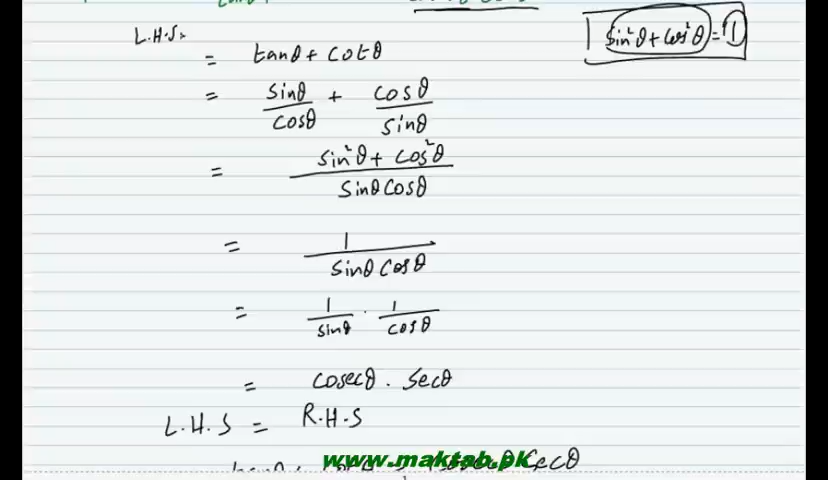 sin²θ + cos²θ = 1
L.H.S.
= tanθ + cotθ
= sinθ/cosθ + cosθ/sinθ
= sin²θ + cos²θ / sinθ cosθ
= 1 / sinθ cosθ
= 1/sinθ · 1/cosθ
= cosecθ . secθ
L.H.S = R.H.S
www.maktab.pk
secθ